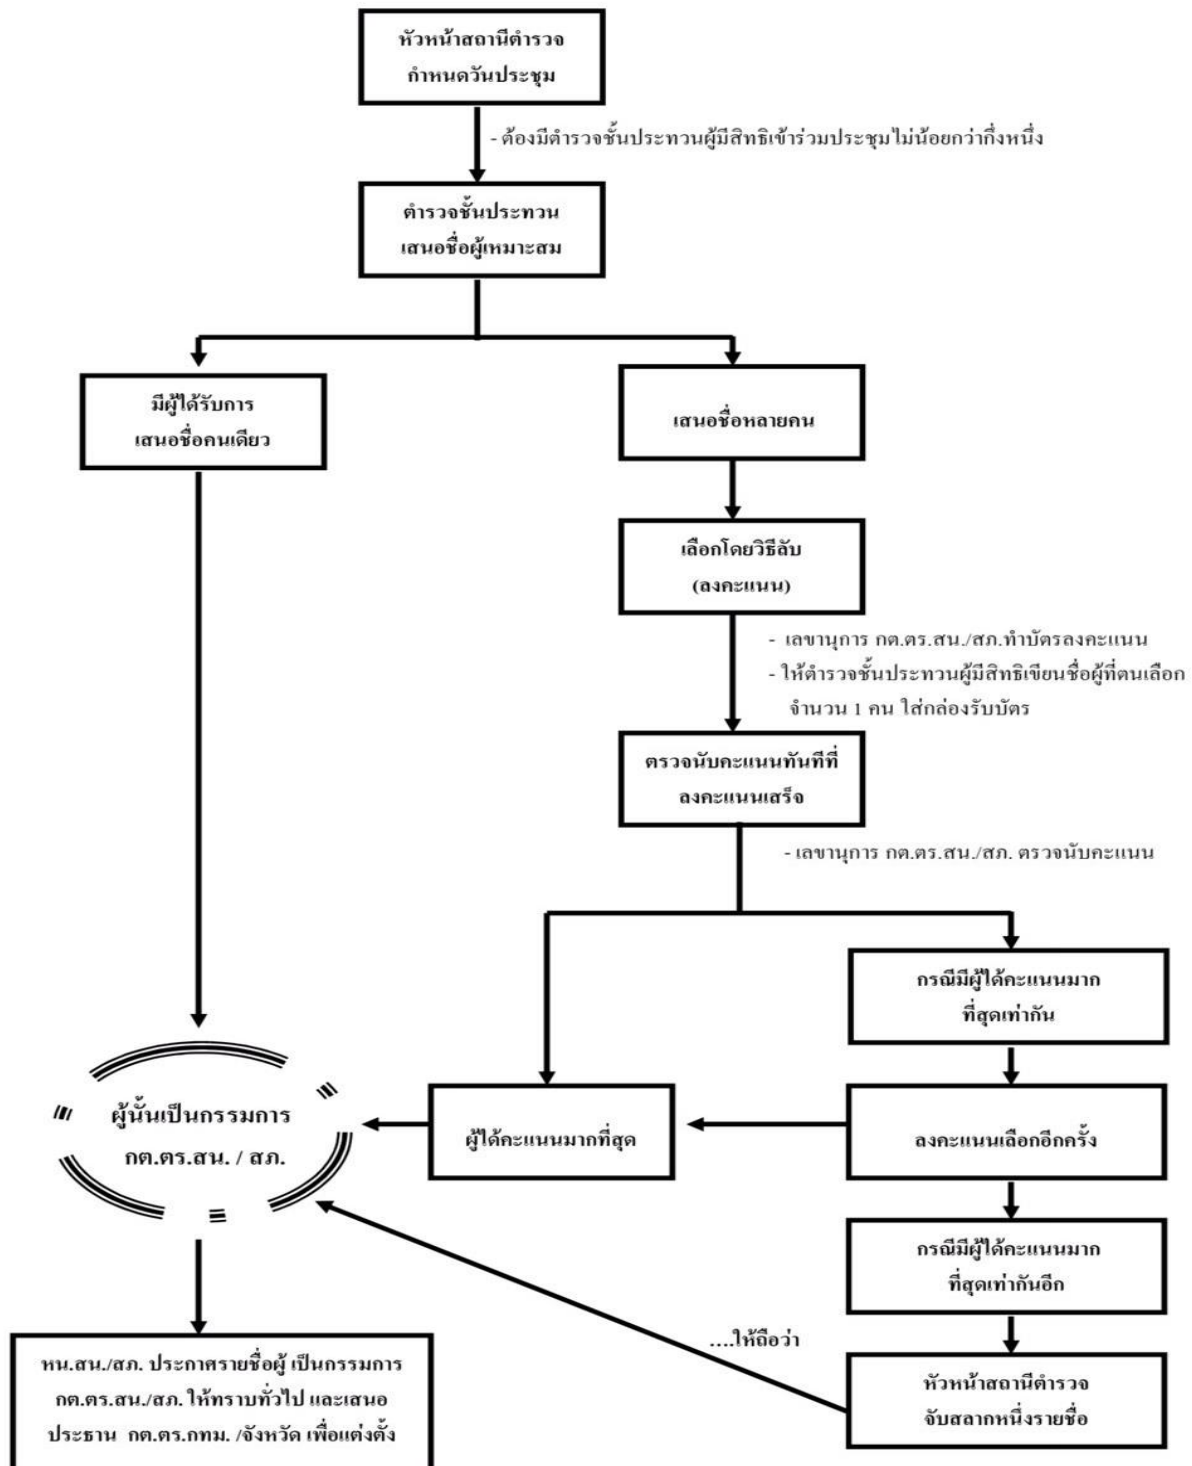 หัวหน้าสถานีตำรวจ
กำหนดวันประชุม
- ต้องมีตำรวจชั้นประทวนผู้มีสิทธิเข้าร่วมประชุมไม่น้อยกว่ากึ่งหนึ่ง
ตำรวจชั้นประทวน
เสนอชื่อผู้เหมาะสม
มีผู้ได้รับการ
เสนอชื่อคนเดียว
เสนอชื่อหลายคน
เลือกโดยวิธีลับ
(ลงคะแนน)
- เลขานุการ กต.ตร.สน./สภ.ทำบัตรลงคะแนน
- ให้ตำรวจชั้นประทวนผู้มีสิทธิเขียนชื่อผู้ที่ตนเลือก
จำนวน 1 คน ใส่กล่องรับบัตร
ตรวจนับคะแนนทันทีที่
ลงคะแนนเสร็จ
- เลขานุการ กต.ตร.สน./สภ. ตรวจนับคะแนน
กรณีมีผู้ได้คะแนนมาก
ที่สุดเท่ากัน
ผู้นั้นเป็นกรรมการ
กต.ตร.สน. / สภ.
ผู้ได้คะแนนมากที่สุด
ลงคะแนนเลือกอีกครั้ง
กรณีมีผู้ได้คะแนนมาก
ที่สุดเท่ากันอีก
....ให้ถือว่า
หัวหน้าสถานีตำรวจ
จับสลากหนึ่งรายชื่อ
หน.สน./สภ. ประกาศรายชื่อผู้ เป็นกรรมการ
กต.ตร.สน./สภ. ให้ทราบทั่วไป และเสนอ
ประธาน กต.ตร.กทม. /จังหวัด เพื่อแต่งตั้ง